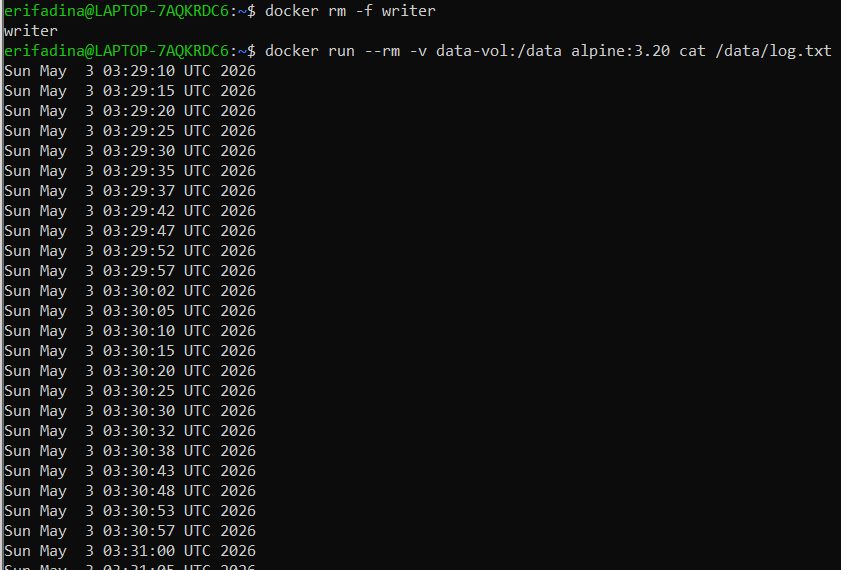 erifadina@LAPTOP-7AQKRDC6:~$ docker rm -f writer
writer
erifadina@LAPTOP-7AQKRDC6:~$ docker run --rm -v data-vol:/data alpine:3.20 cat /data/log.txt
Sun May  3 03:29:10 UTC 2026
Sun May  3 03:29:15 UTC 2026
Sun May  3 03:29:20 UTC 2026
Sun May  3 03:29:25 UTC 2026
Sun May  3 03:29:30 UTC 2026
Sun May  3 03:29:35 UTC 2026
Sun May  3 03:29:37 UTC 2026
Sun May  3 03:29:42 UTC 2026
Sun May  3 03:29:47 UTC 2026
Sun May  3 03:29:52 UTC 2026
Sun May  3 03:29:57 UTC 2026
Sun May  3 03:30:02 UTC 2026
Sun May  3 03:30:05 UTC 2026
Sun May  3 03:30:10 UTC 2026
Sun May  3 03:30:15 UTC 2026
Sun May  3 03:30:20 UTC 2026
Sun May  3 03:30:25 UTC 2026
Sun May  3 03:30:30 UTC 2026
Sun May  3 03:30:32 UTC 2026
Sun May  3 03:30:38 UTC 2026
Sun May  3 03:30:43 UTC 2026
Sun May  3 03:30:48 UTC 2026
Sun May  3 03:30:53 UTC 2026
Sun May  3 03:30:57 UTC 2026
Sun May  3 03:31:00 UTC 2026
Sun May  3 03:31:05 UTC 2026